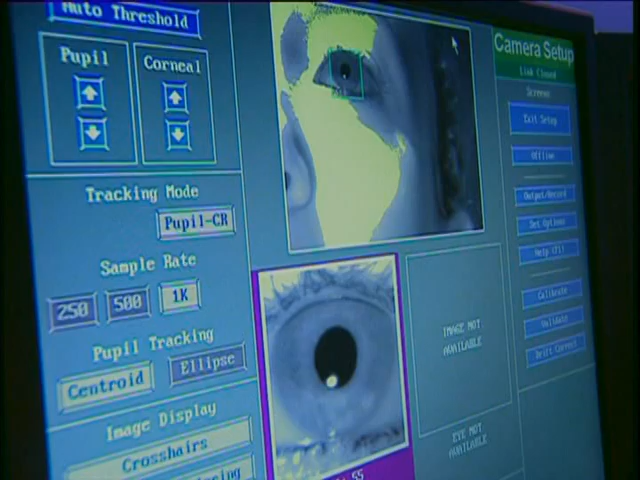 Auto Threshold
Pupil
Corneal
Tracking Mode
Pupil-CR
Sample Rate
250
500
1K
Pupil Tracking
Centroid
Ellipse
Image Display
Crosshairs
IMAGE NOT
AVAILABLE
EYE NOT
AVAILABLE
Camera Setup
Link Closed
Screens
Exit Setup
Offline
Output/Record
Set Options
Help (F1)
Calibrate
Validate
Drift Correct